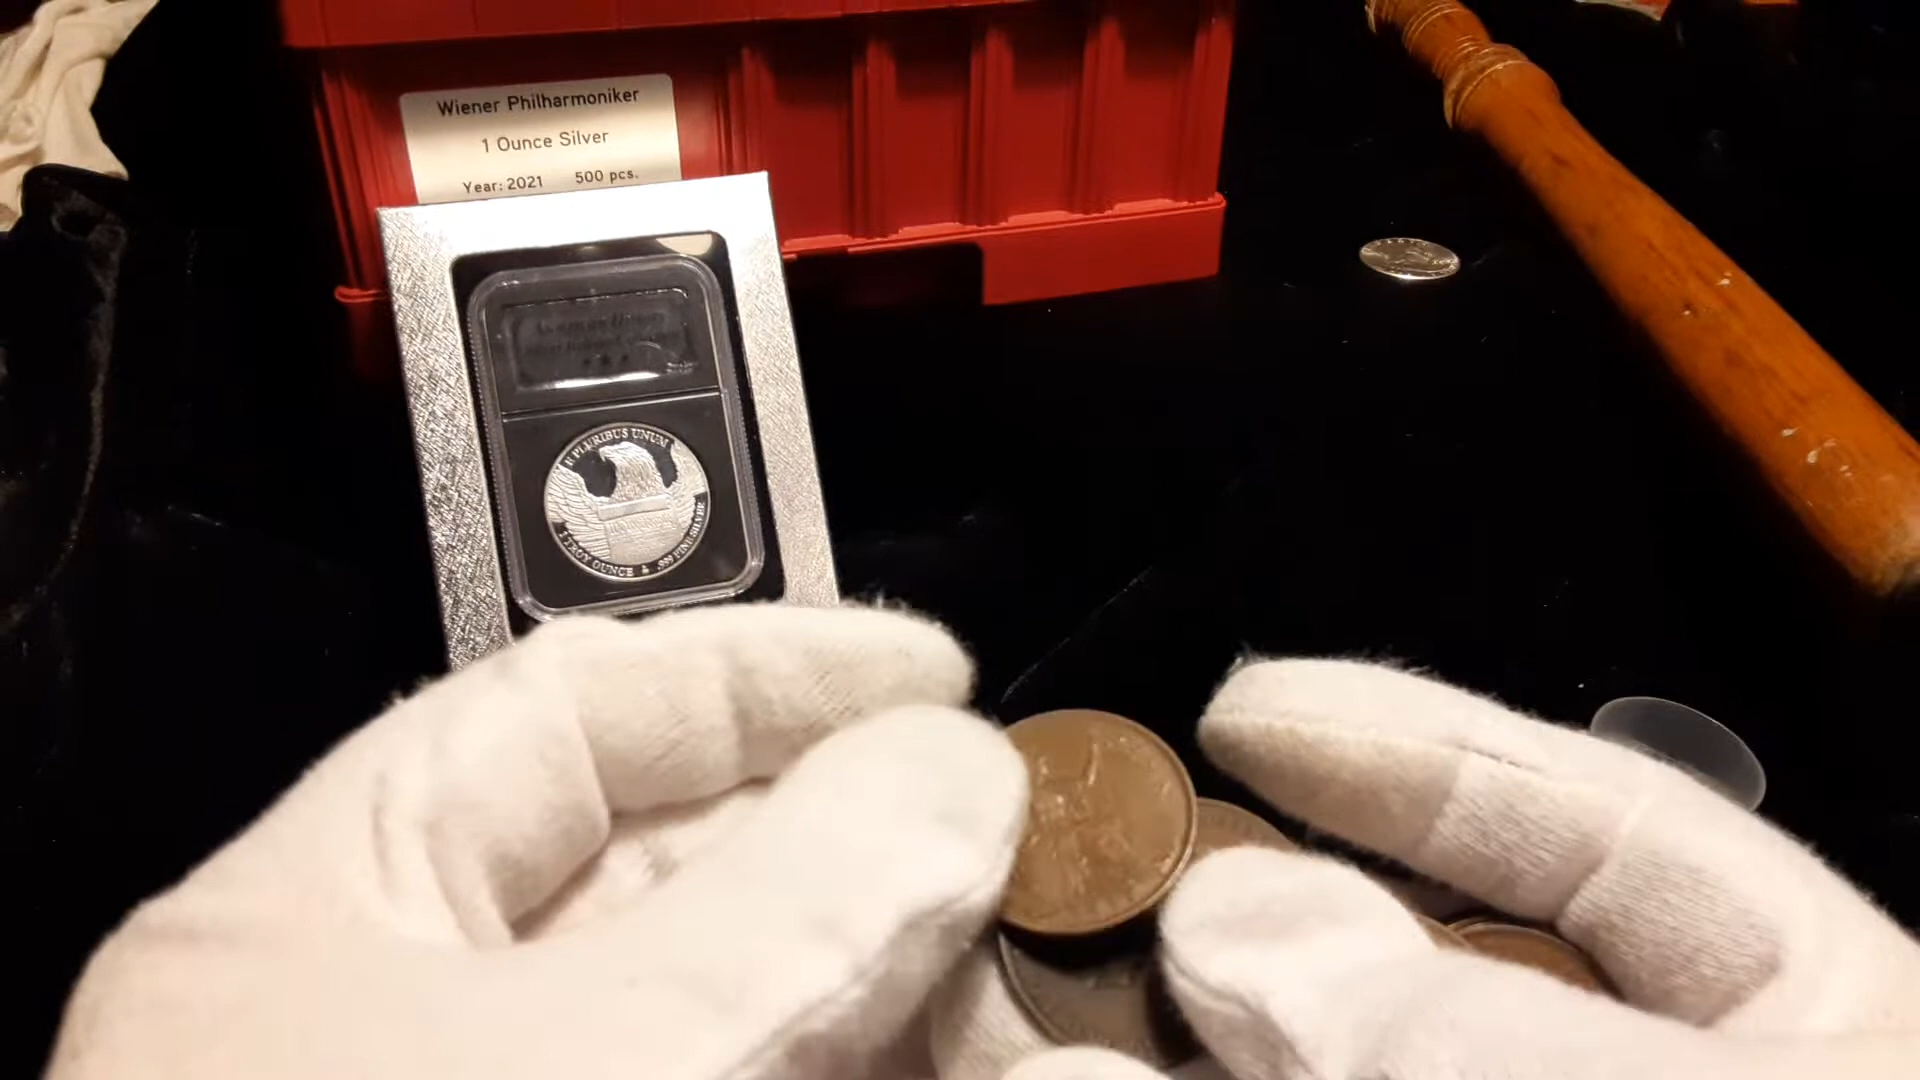 Wiener Philharmoniker
1 Ounce Silver
Year: 2021 500 pcs.
E PLURIBUS UNUM
1 TROY OUNCE .999 FINE SILVER